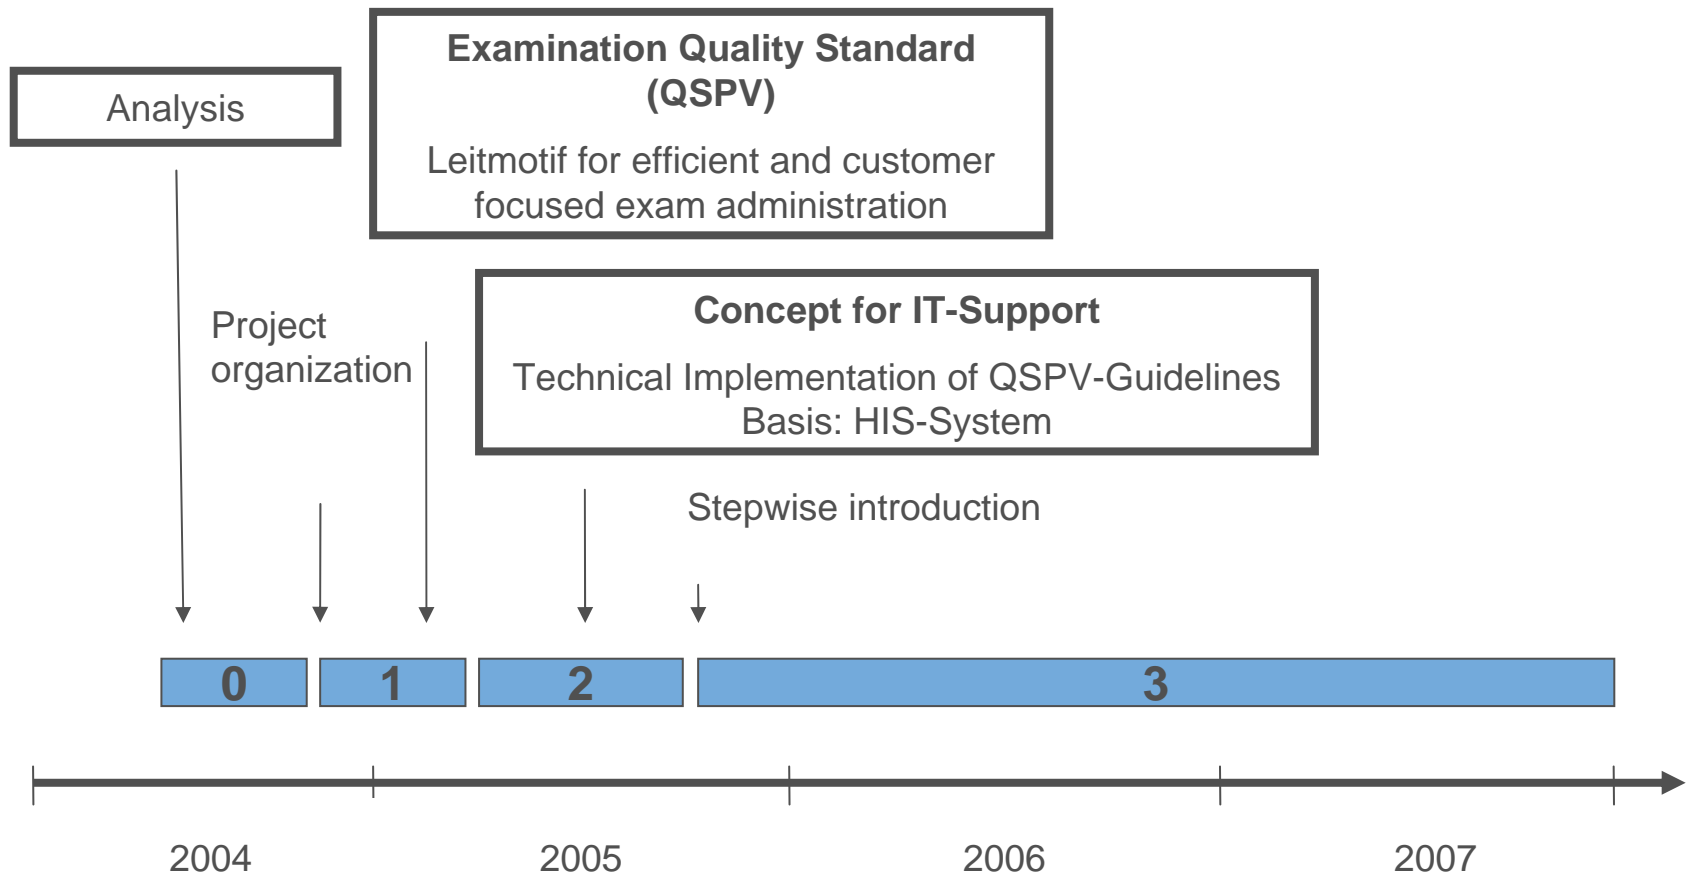 Analysis
Examination Quality Standard
(QSPV)
Leitmotif for efficient and customer
focused exam administration
Project
organization
Concept for IT-Support
Technical Implementation of QSPV-Guidelines
Basis: HIS-System
Stepwise introduction
0 1 2 3
2004 2005 2006 2007